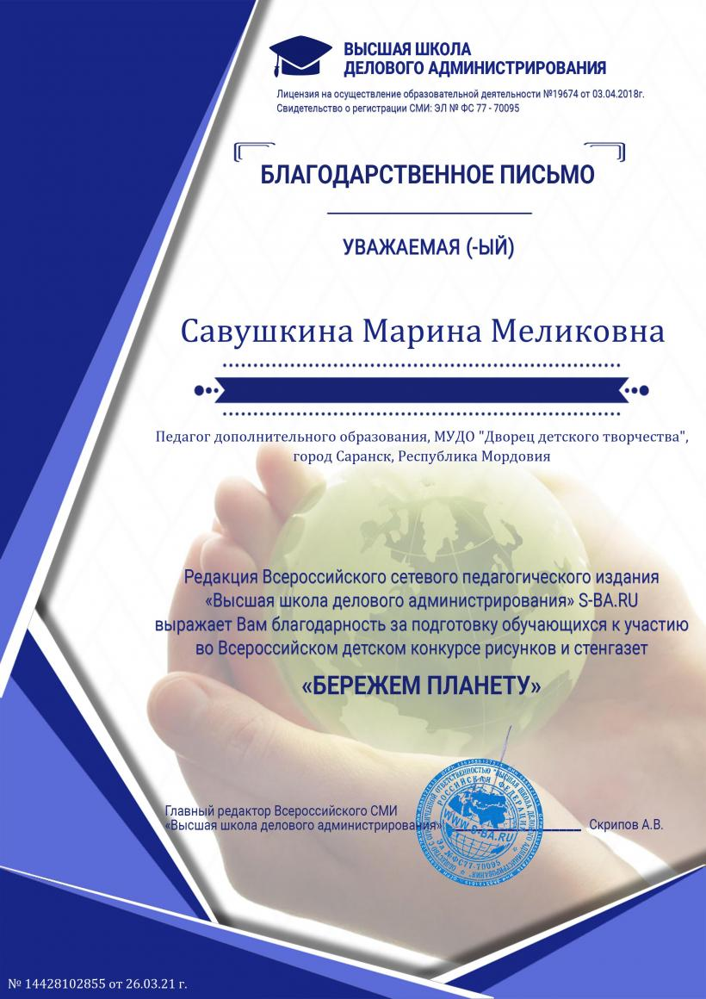 ВЫСШАЯ ШКОЛА
ДЕЛОВОГО АДМИНИСТРИРОВАНИЯ
Лицензия на осуществление образовательной деятельности №19674 от 03.04.2018г.
Свидетельство о регистрации СМИ: ЭЛ № ФС 77 - 70095
БЛАГОДАРСТВЕННОЕ ПИСЬМО
УВАЖАЕМАЯ (-ЫЙ)
Савушкина Марина Меликовна
Педагог дополнительного образования, МУДО "Дворец детского творчества",
город Саранск, Республика Мордовия
Редакция Всероссийского сетевого педагогического издания
«Высшая школа делового администрирования» S-BA.RU
выражает Вам благодарность за подготовку обучающихся к участию
во Всероссийском детском конкурсе рисунков и стенгазет
«БЕРЕЖЕМ ПЛАНЕТУ»
Главный редактор Всероссийского СМИ
«Высшая школа делового администрирования»
Скрипов А.В.
РОССИЙСКАЯ ФЕДЕРАЦИЯ
WWW.S-BA.RU
№ 14428102855 от 26.03.21 г.